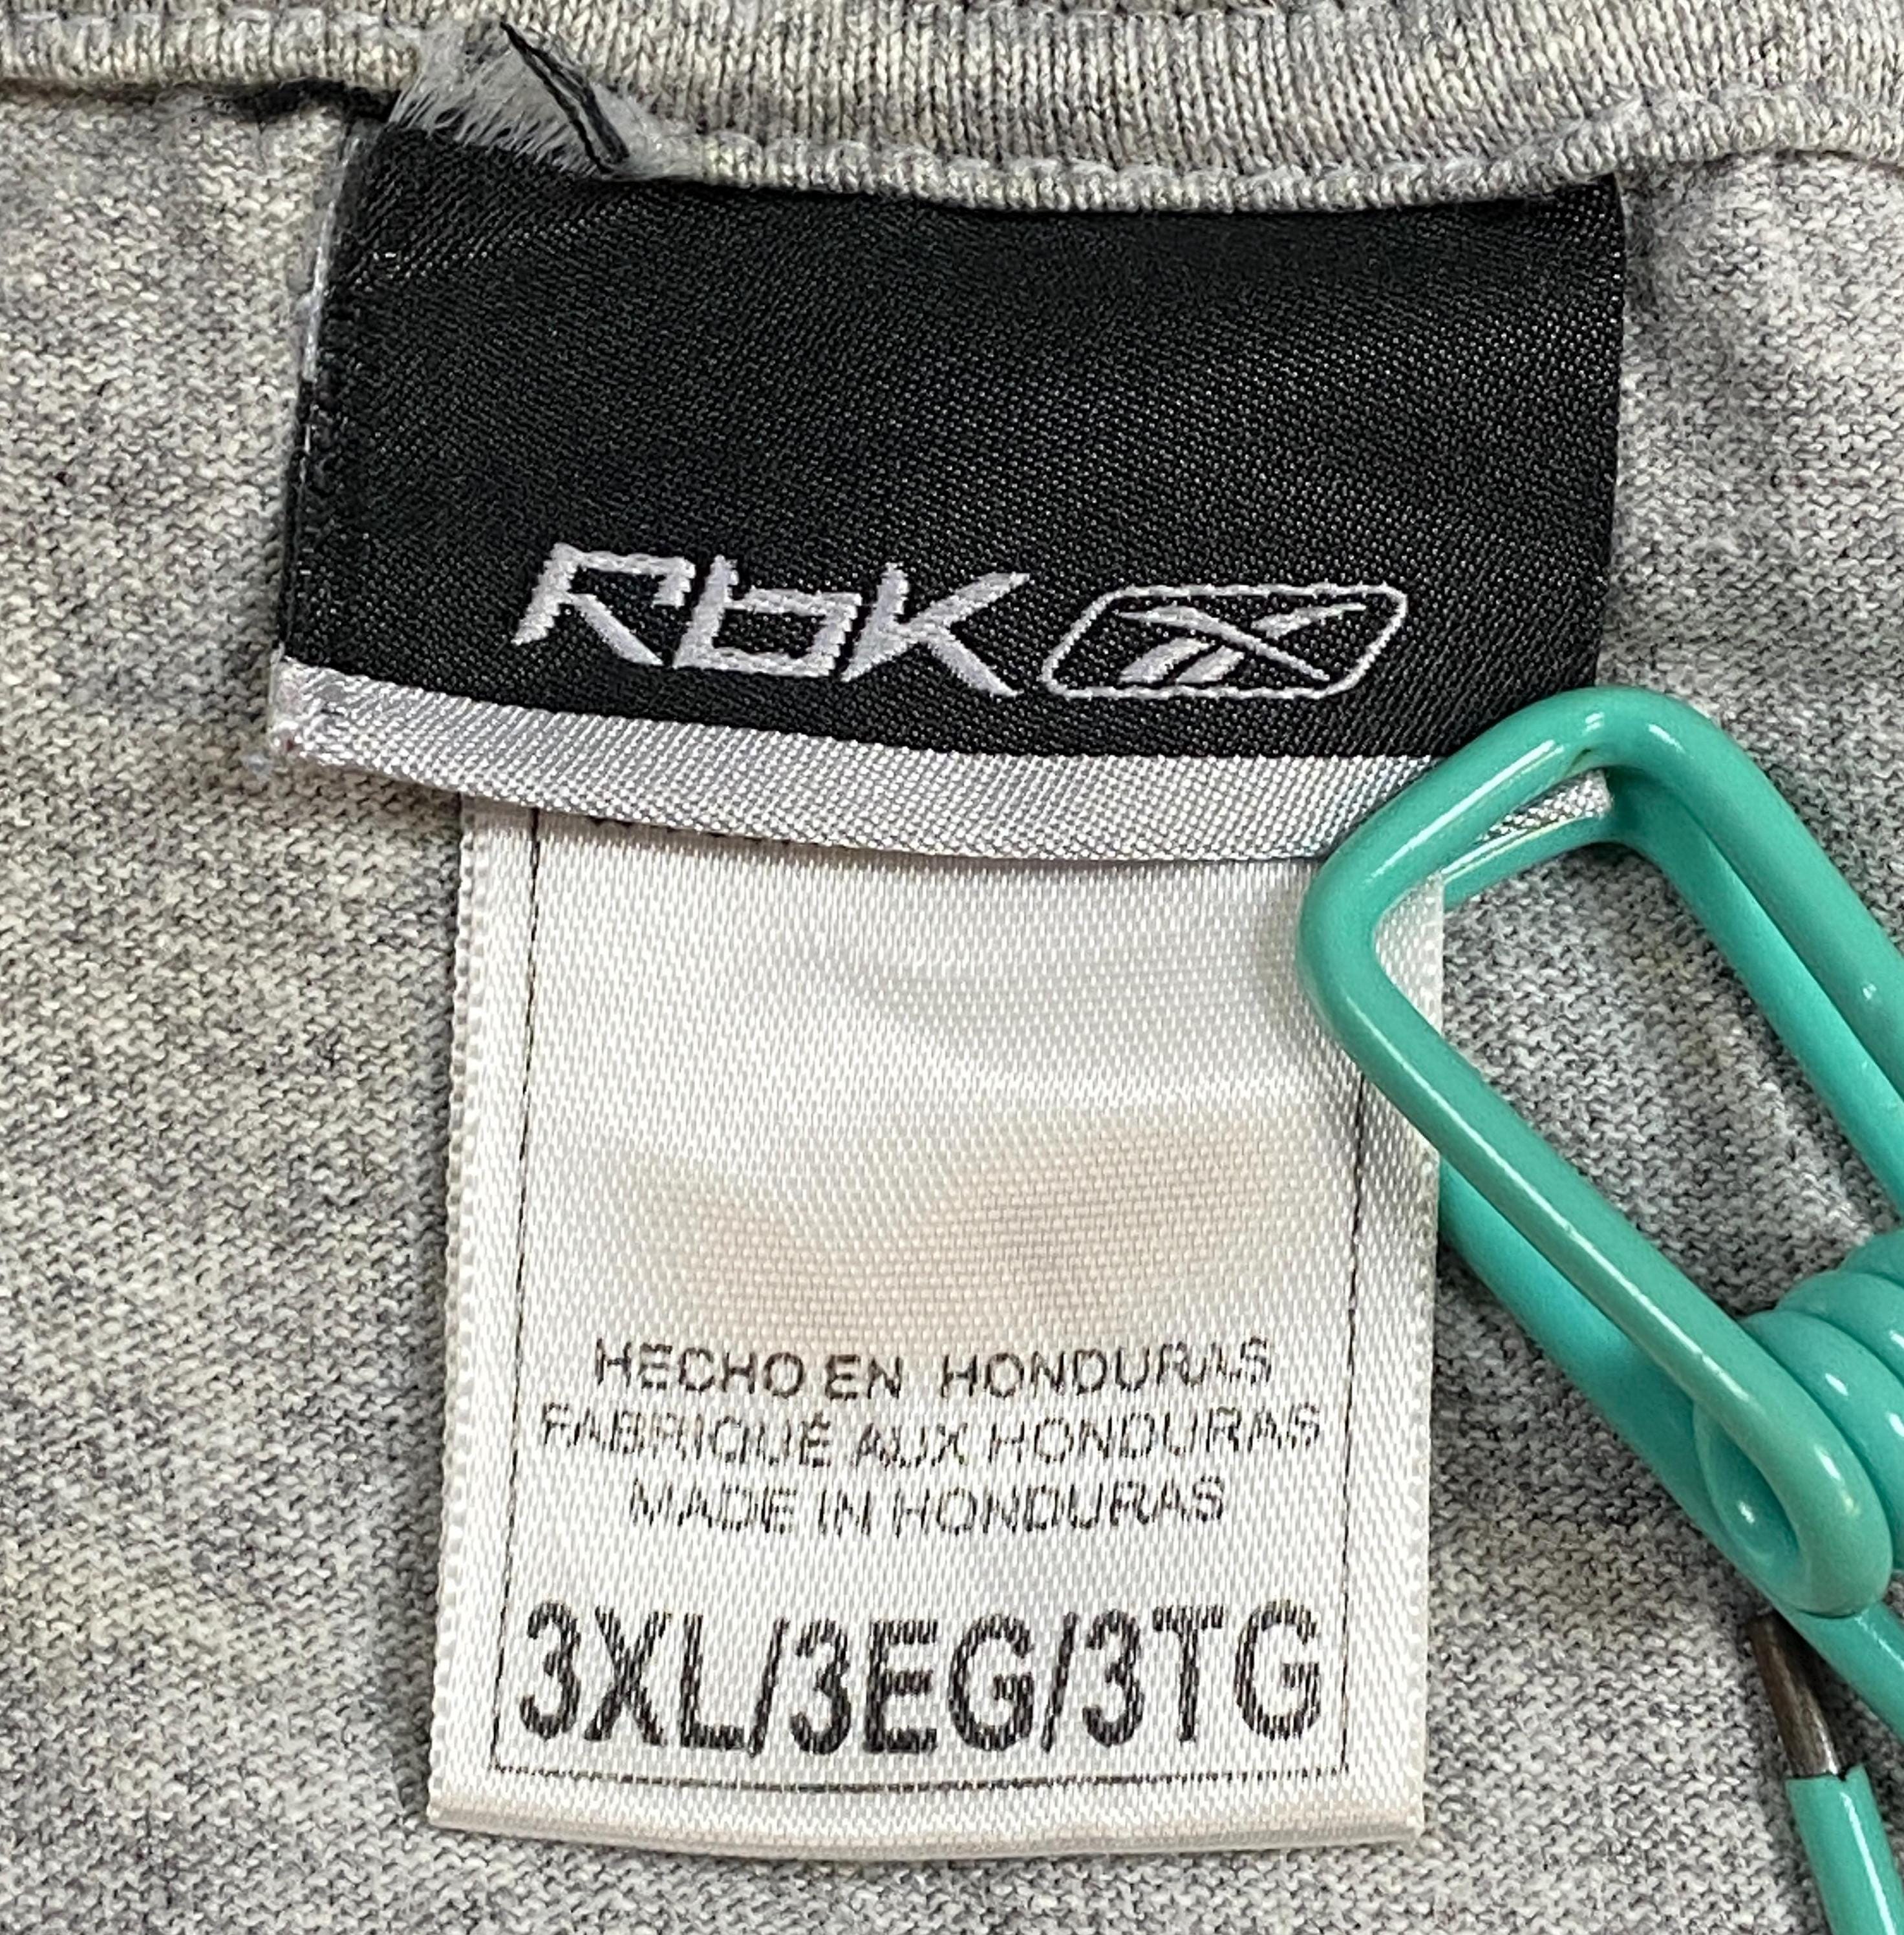 Rbk
HECHO EN HONDURAS
FABRIQUÉ AUX HONDURAS
MADE IN HONDURAS
3XL/3EG/3TG